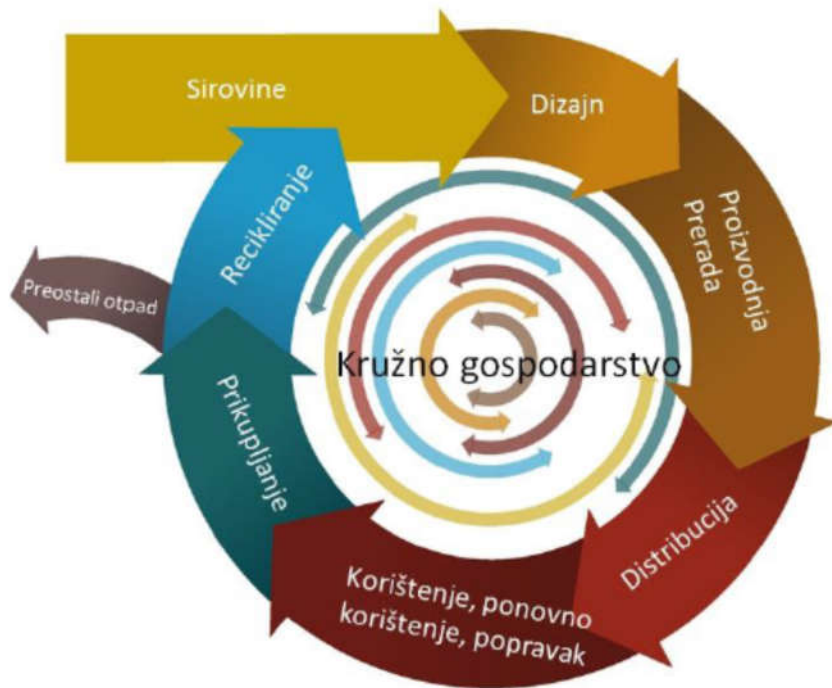 Sirovine
Dizajn
Proizvodnja
Prerada
Distribucija
Korištenje, ponovno
korištenje, popravak
Prikupljanje
Recikliranje
Preostali otpad
Kružno gospodarstvo